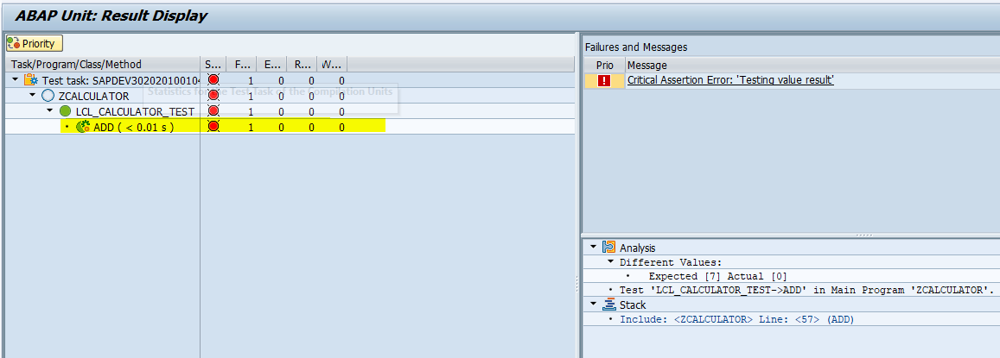 ABAP Unit: Result Display
Priority
Task/Program/Class/Method S... F... E... R... W...
Test task: SAPDEV302020100104 1 0 0 0
Statistics for the Test Task of the Compilation Units
ZCALCULATOR 1 0 0 0
LCL_CALCULATOR_TEST 1 0 0 0
ADD ( < 0.01 s ) 1 0 0 0
Failures and Messages
Prio Message
Critical Assertion Error: 'Testing value result'
Analysis
Different Values:
Expected [7] Actual [0]
Test 'LCL_CALCULATOR_TEST->ADD' in Main Program 'ZCALCULATOR'.
Stack
Include: <ZCALCULATOR> Line: <57> (ADD)